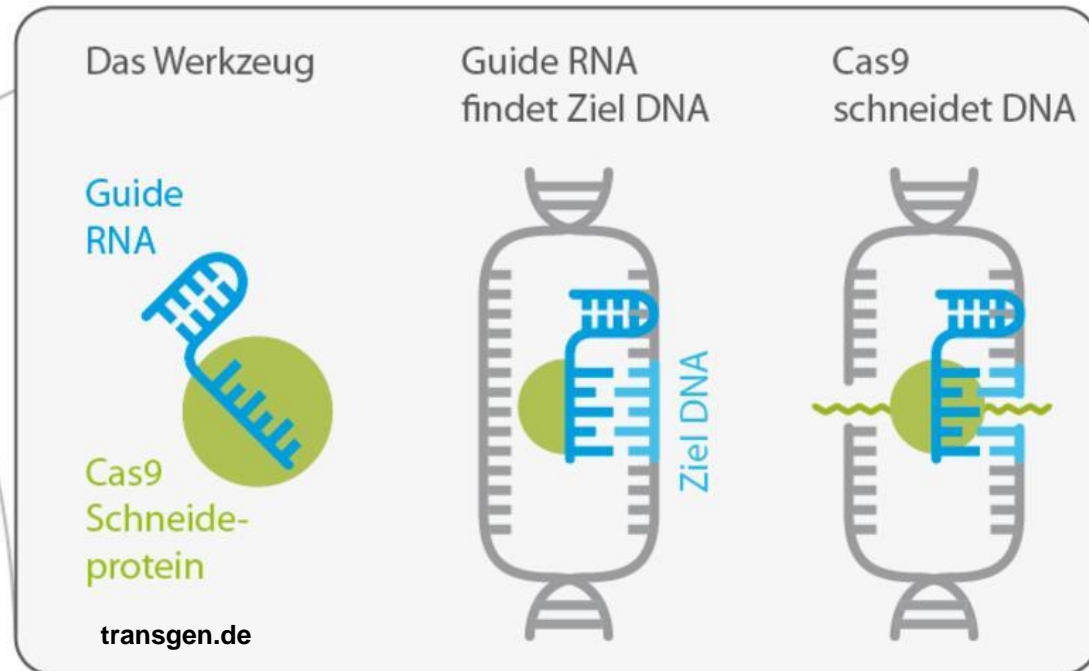 Das Werkzeug
Guide
RNA
Cas9
Schneide-
protein
transgen.de
Guide RNA
findet Ziel DNA
Ziel DNA
Cas9
schneidet DNA